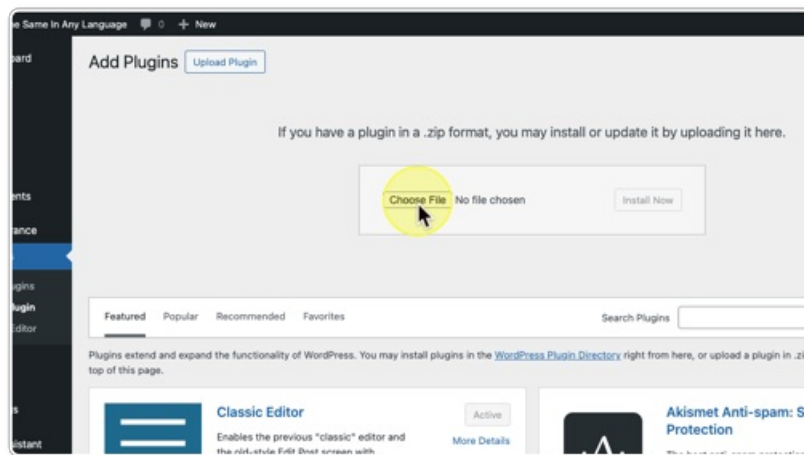 e Same In Any Language 0 + New
Add Plugins Upload Plugin
If you have a plugin in a .zip format, you may install or update it by uploading it here.
Choose File No file chosen Install Now
Featured Popular Recommended Favorites Search Plugins
Plugins extend and expand the functionality of WordPress. You may install plugins in the WordPress Plugin Directory right from here, or upload a plugin in .zi
top of this page.
Classic Editor Active
Enables the previous "classic" editor and
the old-style Edit Post screen with
More Details
Akismet Anti-spam: S
Protection
ard
ents
ance
ugins
lugin
Editor
s
istant